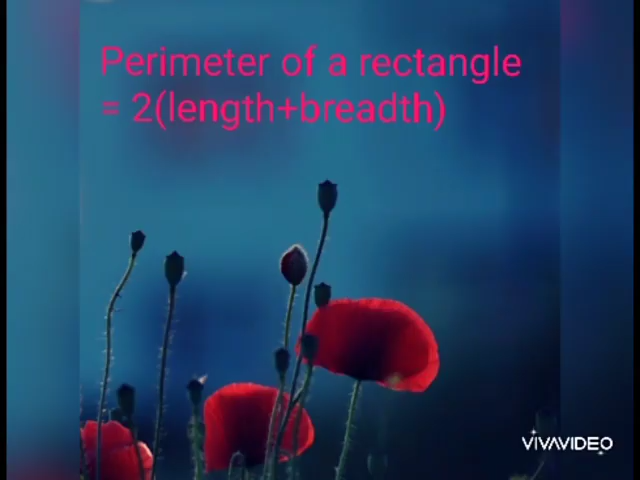 Perimeter of a rectangle
= 2(length+breadth)
VIVAVIDEO